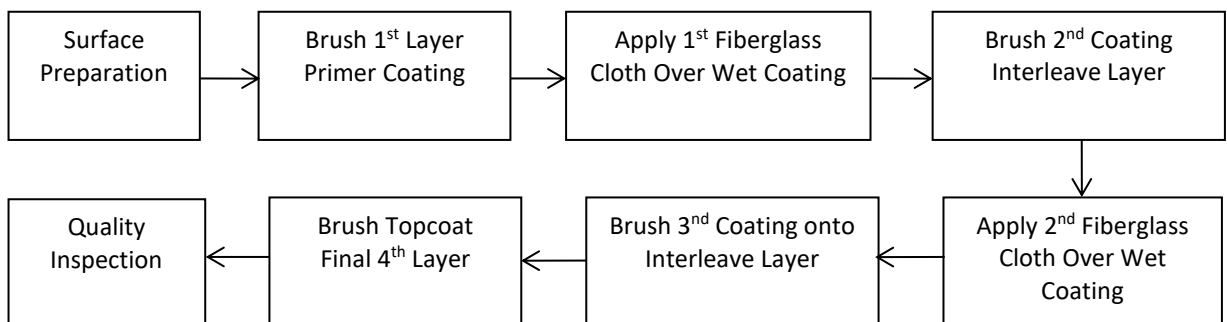 Surface
Preparation
Brush 1st Layer
Primer Coating
Apply 1st Fiberglass
Cloth Over Wet Coating
Brush 2nd Coating
Interleave Layer
Apply 2nd Fiberglass
Cloth Over Wet
Coating
Brush 3nd Coating onto
Interleave Layer
Brush Topcoat
Final 4th Layer
Quality
Inspection